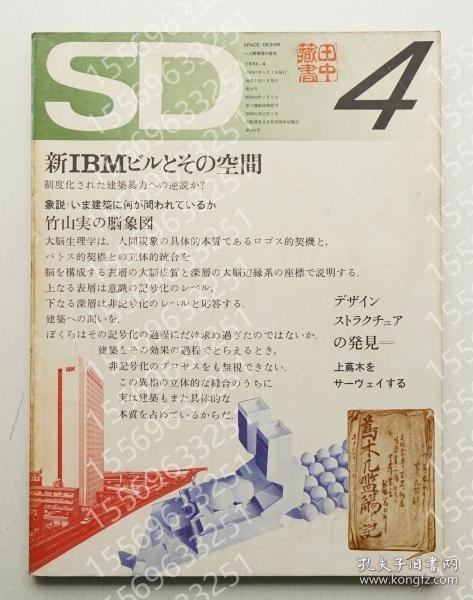 SD
SPACE DESIGN
1972-4
4
田中
藏書
新IBMビルとその空間
制度化された建築暴力への逆説か?
象説:いま建築に何が問われているか
竹山実の脳象図
大脳生理学は、人間現象の具体的本質であるロゴス的契機と、
パトス的契機との立体的統合を
脳を構成する表層の大脳皮質と深層の大脳辺縁系の座標で説明する.
上なる表層は意識の記号化のレベル,
下なる深層は非記号化のレベルと応答する.
建築への問いを,
ぼくらはその記号化の過程にだけ求め過ぎたのではないか.
建築をその効果の過程でとらえるとき,
非記号化のプロセスをも無視できない.
この異相の立体的な縫合のうちに
実は建築もまた具体的な
本質を占めているからだ.
デザイン
ストラクチュア
の発見=
上蔦木を
サーヴェイする
IBM
15569633251
孔夫子旧书网
www.kongfz.com